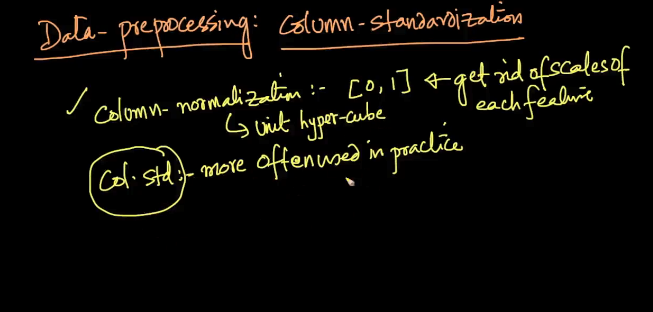 Data-preprocessing: Column-standardization
✓ Column-normalization :- [0,1] ← get rid of scales of
each feature
↳ unit hyper-cube
Col. std :- more offen used in practice